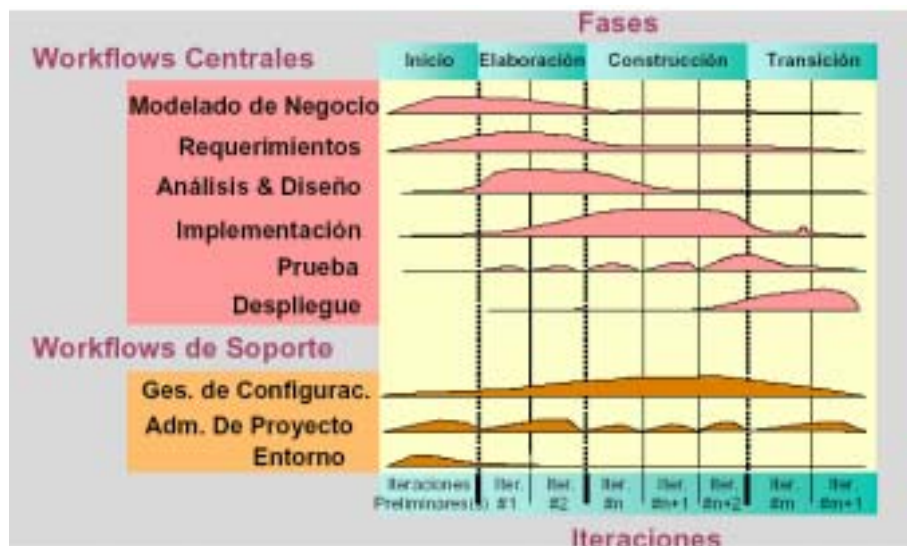 Fases
Workflows Centrales
Inicio Elaboración Construcción Transición
Modelado de Negocio
Requerimientos
Análisis & Diseño
Implementación
Prueba
Despliegue
Workflows de Soporte
Ges. de Configurac.
Adm. De Proyecto
Entorno
Iteraciones Iter. Iter. Iter. Iter. Iter. Iter. Iter.
Preliminares(s) #1 #2 #n #n+1 #n+2 #m #m+1
Iteraciones